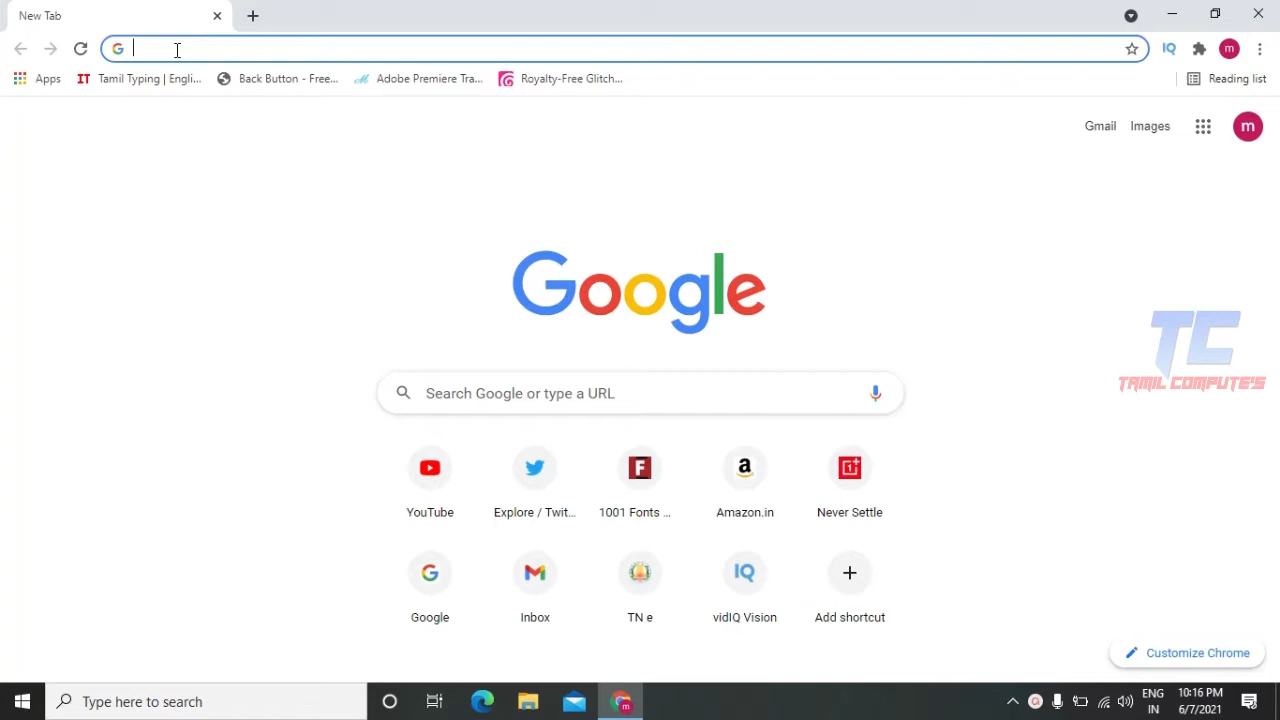 New Tab
Apps
Tamil Typing | Engli...
Back Button - Free...
Adobe Premiere Tra...
Royalty-Free Glitch...
Reading list
Gmail
Images
m
Google
Search Google or type a URL
TC
TAMIL COMPUTE'S
YouTube
Explore / Twit...
1001 Fonts ...
Amazon.in
Never Settle
Google
Inbox
TN e
vidIQ Vision
Add shortcut
Customize Chrome
Type here to search
ENG
IN
10:16 PM
6/7/2021